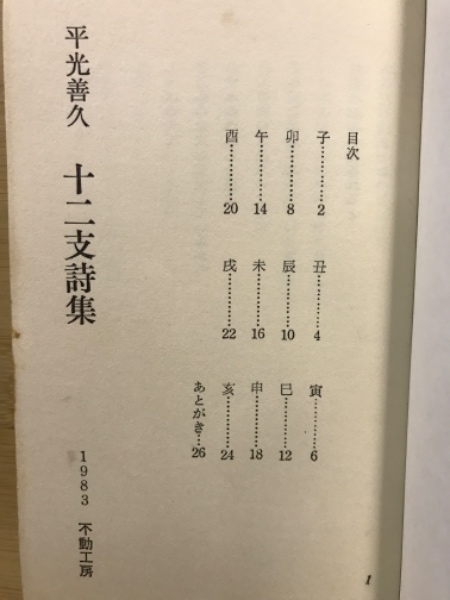 目次
子…………2
丑…………4
寅…………6
卯…………8
辰…………10
巳…………12
午…………14
未…………16
申…………18
酉…………20
戌…………22
亥…………24
あとがき…26
平光善久 十二支詩集 1983 不動工房
1